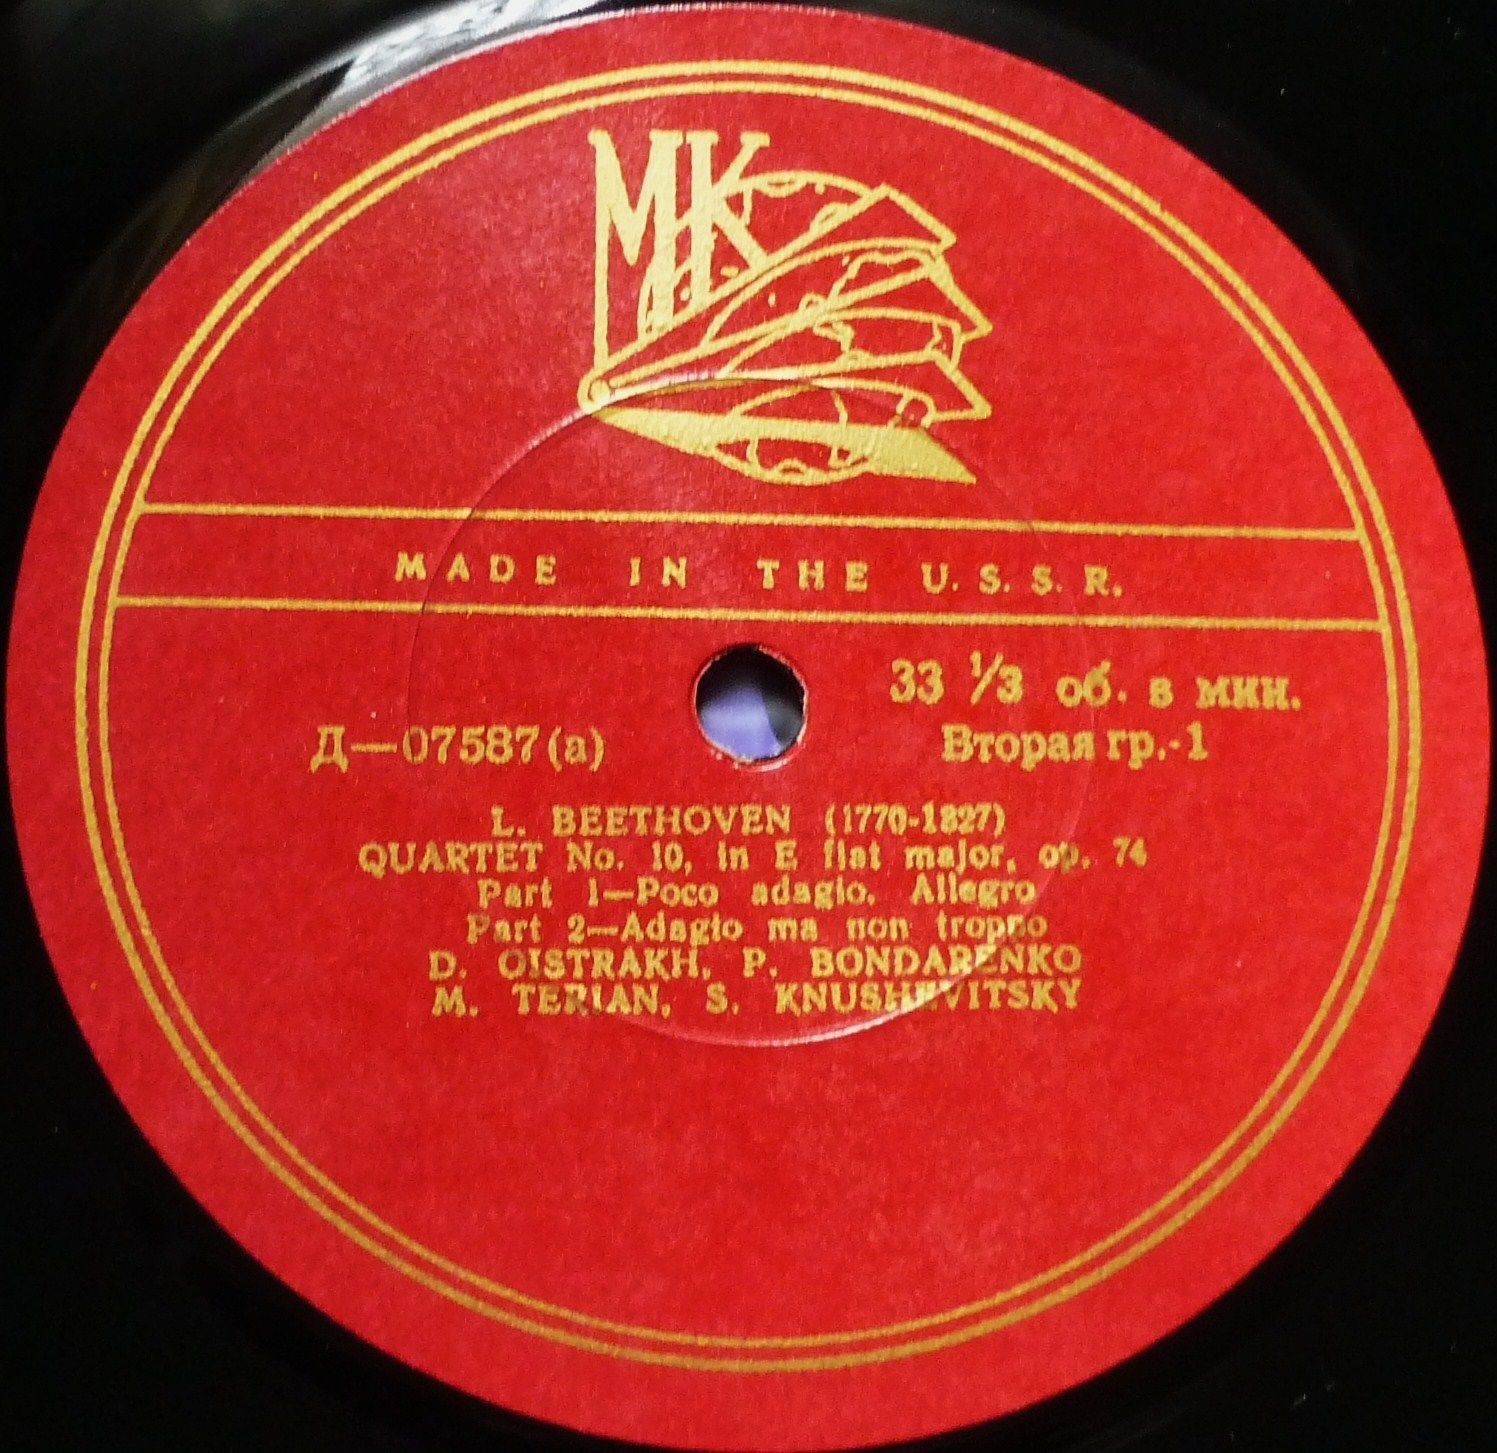 МК
MADE IN THE U.S.S.R.
33 ⅓ об. в мин.
Д—07587(а)
Вторая гр.-1
L. BEETHOVEN (1770-1827)
QUARTET No. 10, in E flat major, op. 74
Part 1—Poco adagio. Allegro
Part 2—Adagio ma non troppo
D. OISTRAKH, P. BONDARENKO
M. TERIAN, S. KNUSHEVITSKY